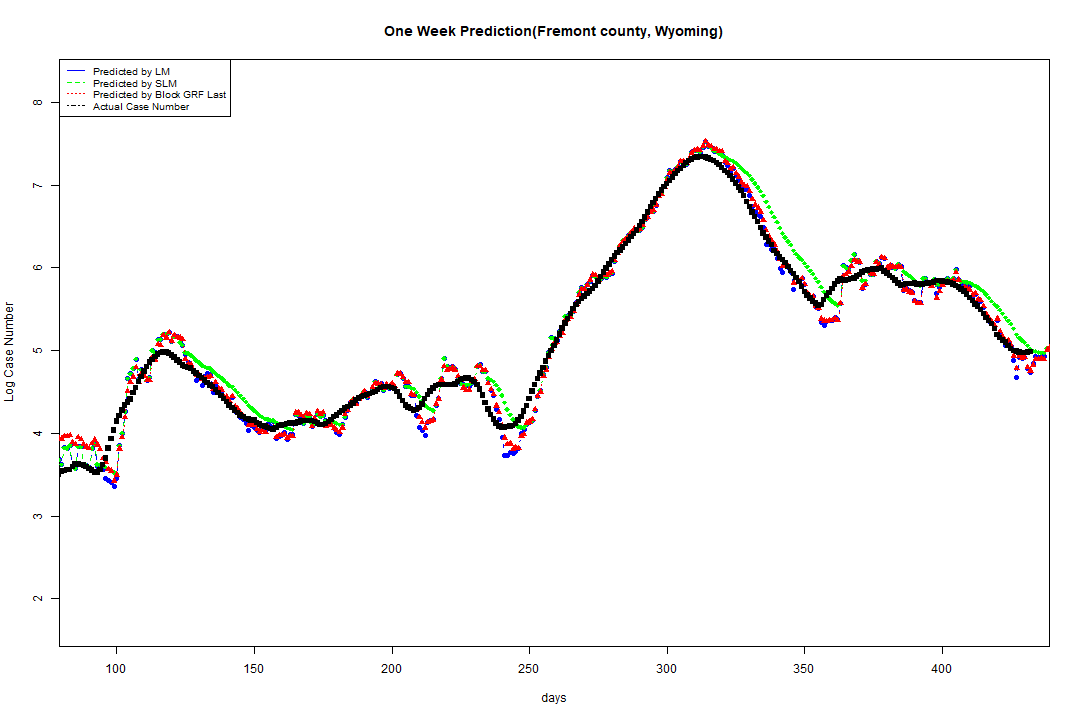 One Week Prediction(Fremont county, Wyoming)
Predicted by LM
Predicted by SLM
Predicted by Block GRF Last
Actual Case Number
8
7
6
5
4
3
2
Log Case Number
100 150 200 250 300 350 400
days